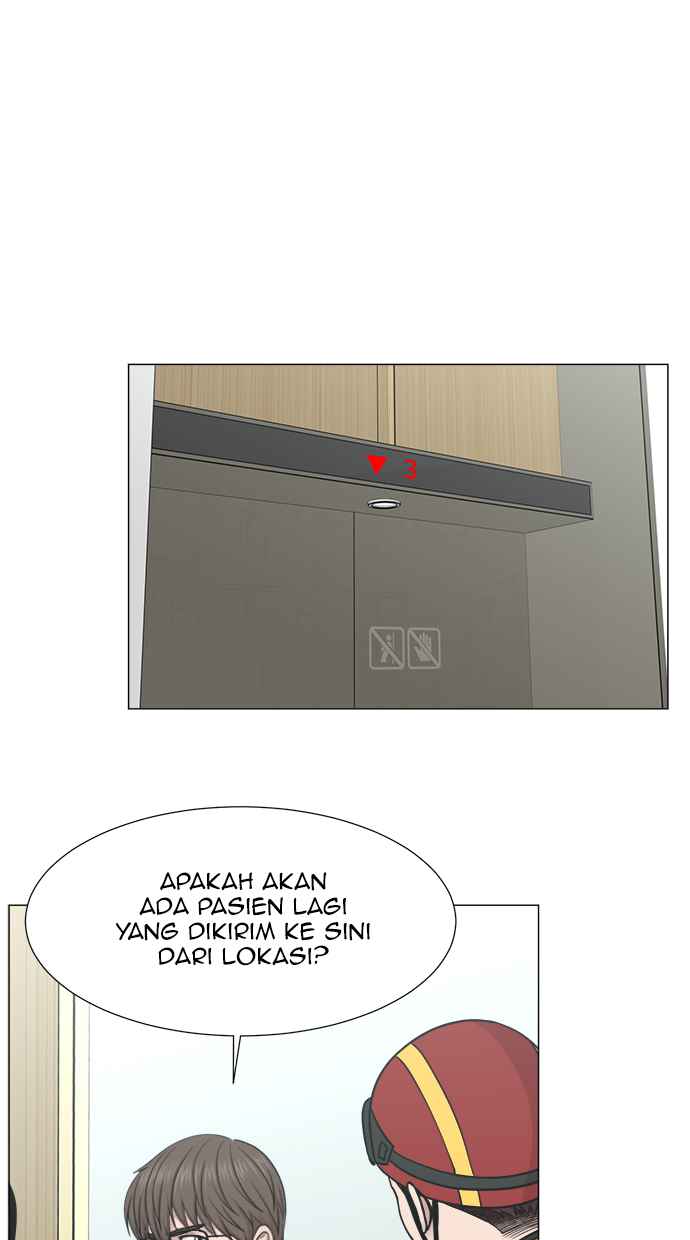 ▼ 3
APAKAH AKAN
ADA PASIEN LAGI
YANG DIKIRIM KE SINI
DARI LOKASI?